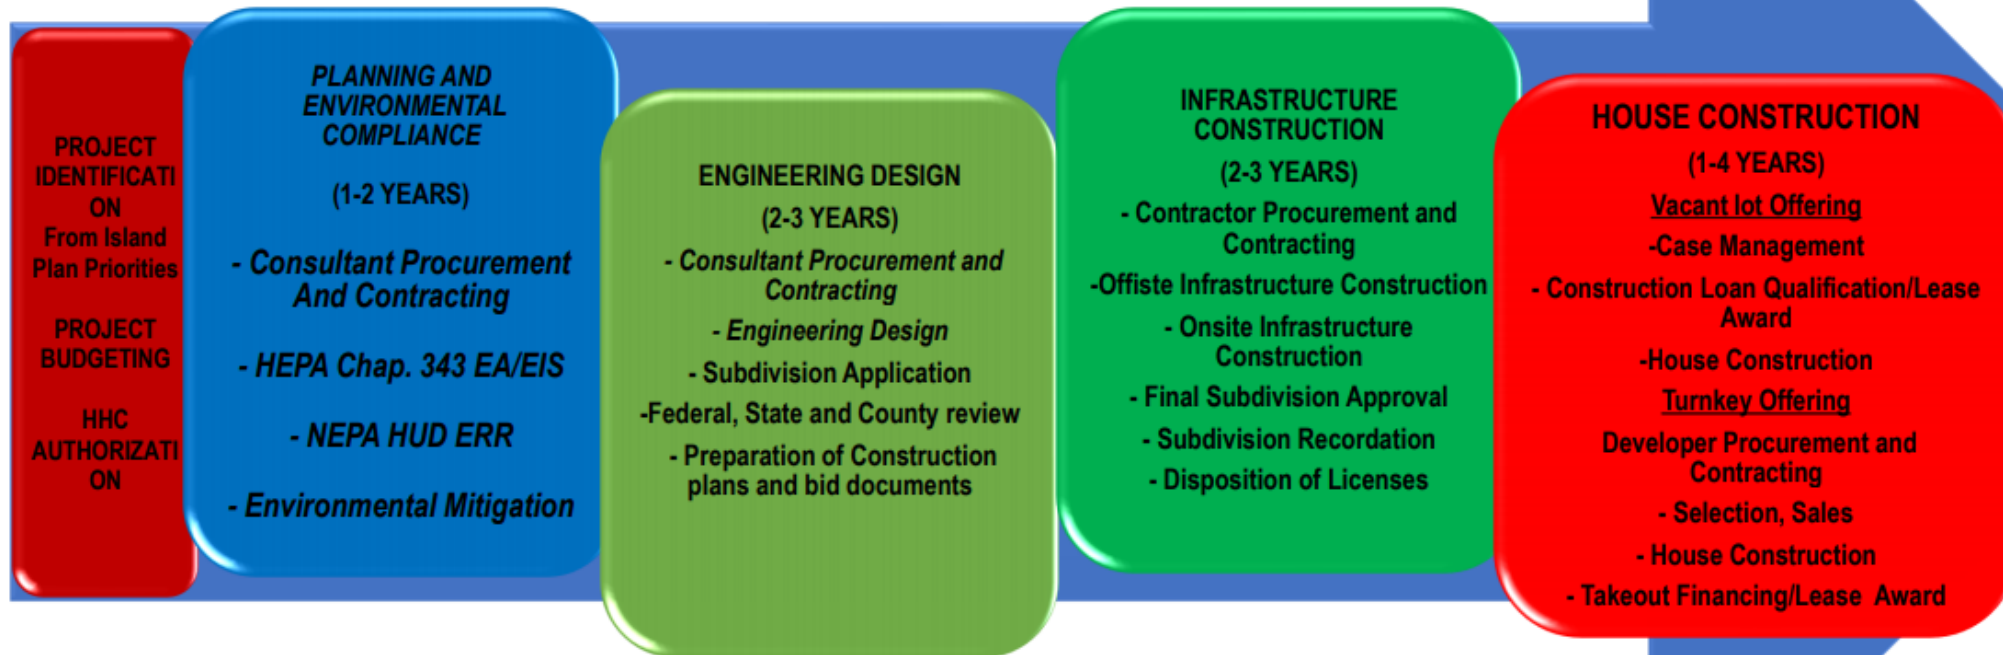 PROJECT
IDENTIFICATI
ON
From Island
Plan Priorities
PROJECT
BUDGETING
HHC
AUTHORIZATI
ON
PLANNING AND
ENVIRONMENTAL
COMPLIANCE
(1-2 YEARS)
- Consultant Procurement
And Contracting
- HEPA Chap. 343 EA/EIS
- NEPA HUD ERR
- Environmental Mitigation
ENGINEERING DESIGN
(2-3 YEARS)
- Consultant Procurement and
Contracting
- Engineering Design
- Subdivision Application
-Federal, State and County review
- Preparation of Construction
plans and bid documents
INFRASTRUCTURE
CONSTRUCTION
(2-3 YEARS)
- Contractor Procurement and
Contracting
-Offiste Infrastructure Construction
- Onsite Infrastructure
Construction
- Final Subdivision Approval
- Subdivision Recordation
- Disposition of Licenses
HOUSE CONSTRUCTION
(1-4 YEARS)
Vacant lot Offering
-Case Management
- Construction Loan Qualification/Lease
Award
-House Construction
Turnkey Offering
Developer Procurement and
Contracting
- Selection, Sales
- House Construction
- Takeout Financing/Lease Award